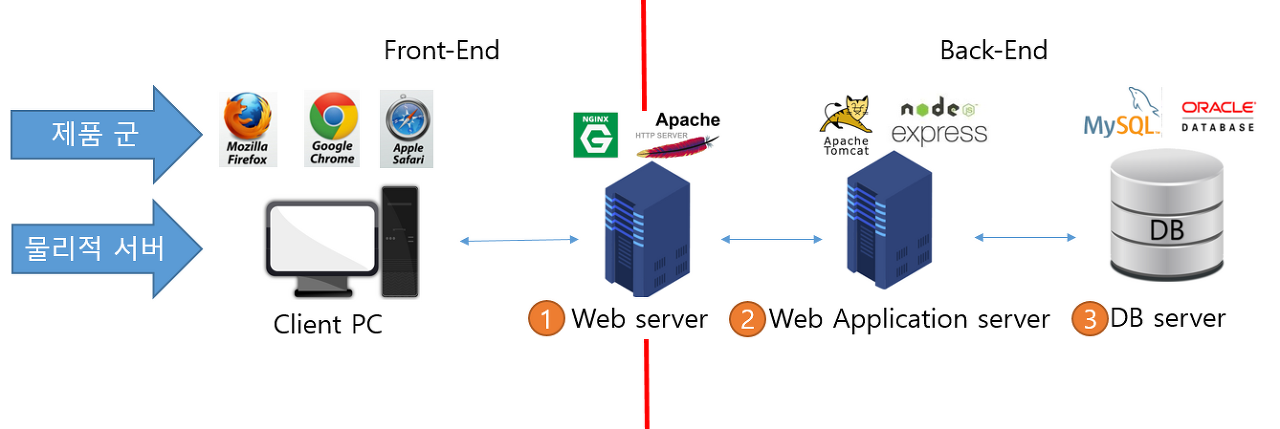 Front-End
Back-End
제품 군
Mozilla
Firefox
Google
Chrome
Apple
Safari
NGINX
G
Apache
HTTP SERVER
Apache
Tomcat
node
JS
express
MySQL
ORACLE
DATABASE
물리적 서버
DB
Client PC
1 Web server
2 Web Application server
3 DB server